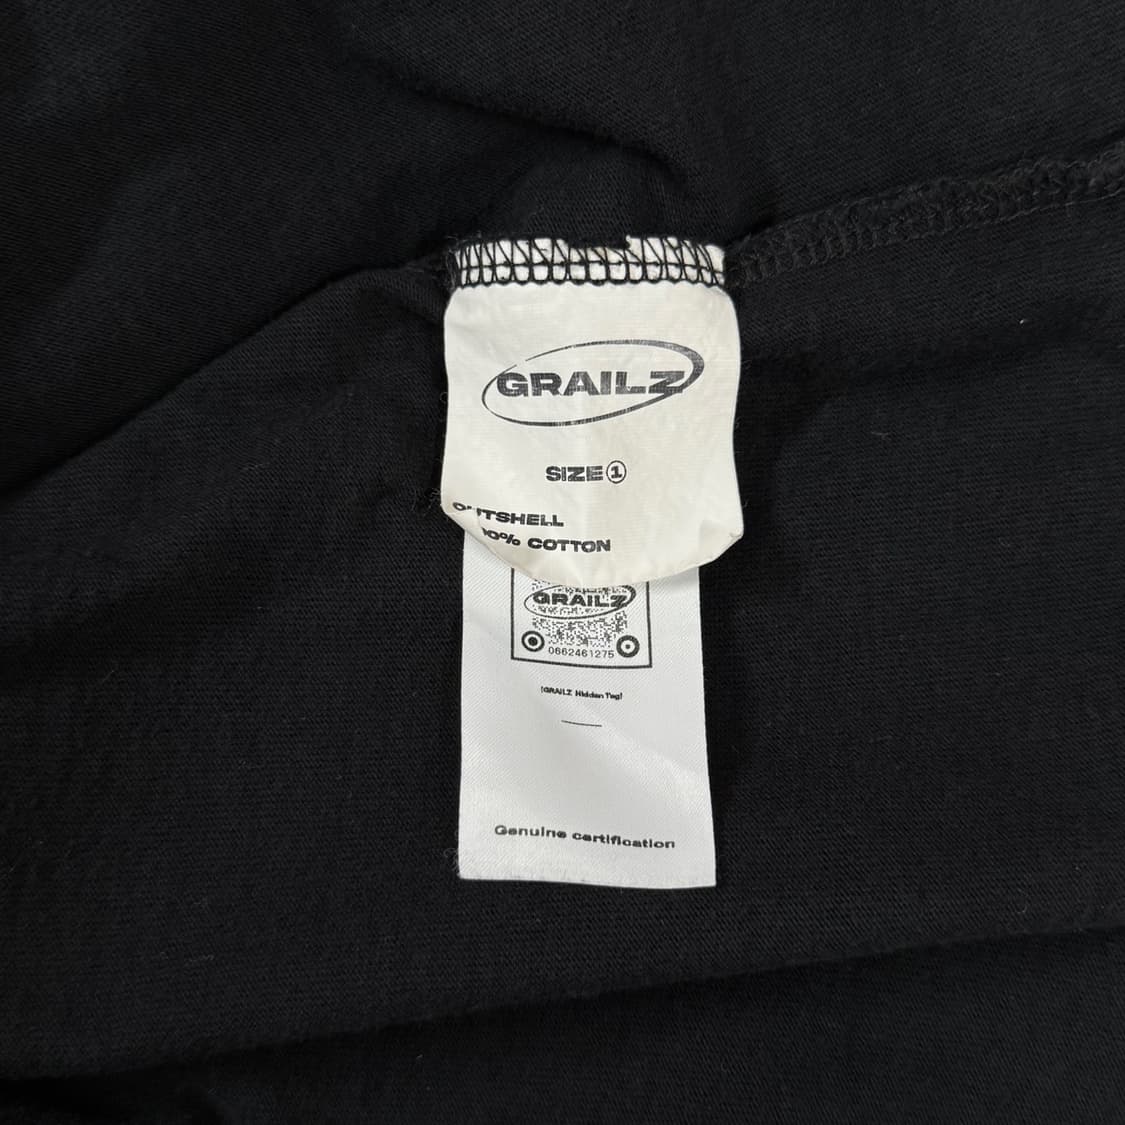 GRAILZ
SIZE 1
OUTSHELL
100% COTTON
GRAILZ
0662461275
[GRAILZ Hidden Tag]
Genuine certification